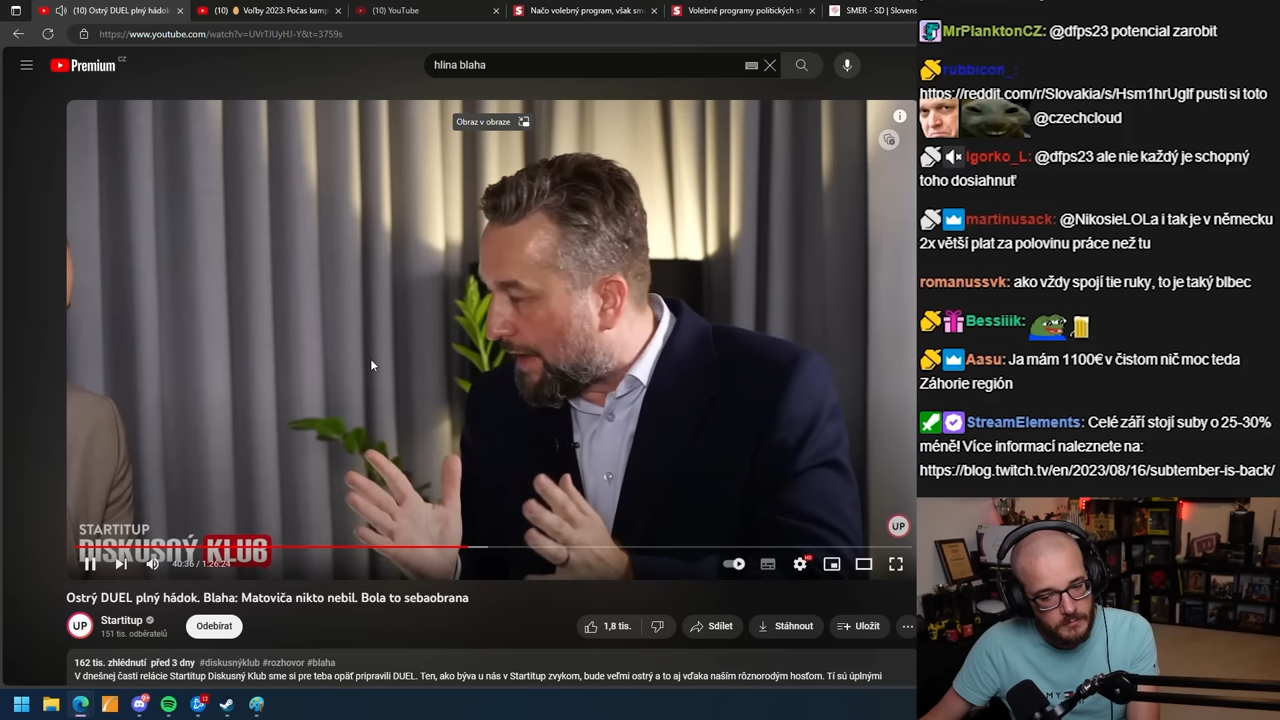 (10) Ostrý DUEL plný hádok.
(10) 🥚 Voľby 2023: Počas kamp
(10) YouTube
Načo volebný program, však sm
Volebné programy politických st
SMER - SD | Slovens
https://www.youtube.com/watch?v=UVrTJUyHJ-Y&t=3759s
Premium CZ
hlina blaha
Obraz v obraze
STARTITUP
DISKUSNÝ KLUB
UP
40:36 / 1:26:24
HD
Ostrý DUEL plný hádok. Blaha: Matoviča nikto nebil. Bola to sebaobrana
UP
Startitup
151 tis. odběratelů
Odebírat
1,8 tis.
Sdílet
Stáhnout
Uložit
162 tis. zhlédnutí před 3 dny #diskusnýklub #rozhovor #blaha
V dnešnej časti relácie Startitup Diskusný Klub sme si pre teba opäť pripravili DUEL. Ten, ako býva u nás v Startitup zvykom, bude veľmi ostrý a to aj vďaka naším rôznorodým hosťom. Tí sú úplnými
MrPlanktonCZ: @dfps23 potencial zarobit
rubbicon_:
https://reddit.com/r/Slovakia/s/Hsm1hrUglf pusti si toto
@czechcloud
Igorko_L: @dfps23 ale nie každý je schopný
toho dosiahnuť
martinusack: @NikosieLOLa i tak je v německu
2x větší plat za polovinu práce než tu
romanussvk: ako vždy spojí tie ruky, to je taký blbec
Bessiiik:
Aasu: Ja mám 1100€ v čistom nič moc teda
Záhorie región
StreamElements: Celé září stojí suby o 25-30%
méně! Více informací naleznete na:
https://blog.twitch.tv/en/2023/08/16/subtember-is-back/